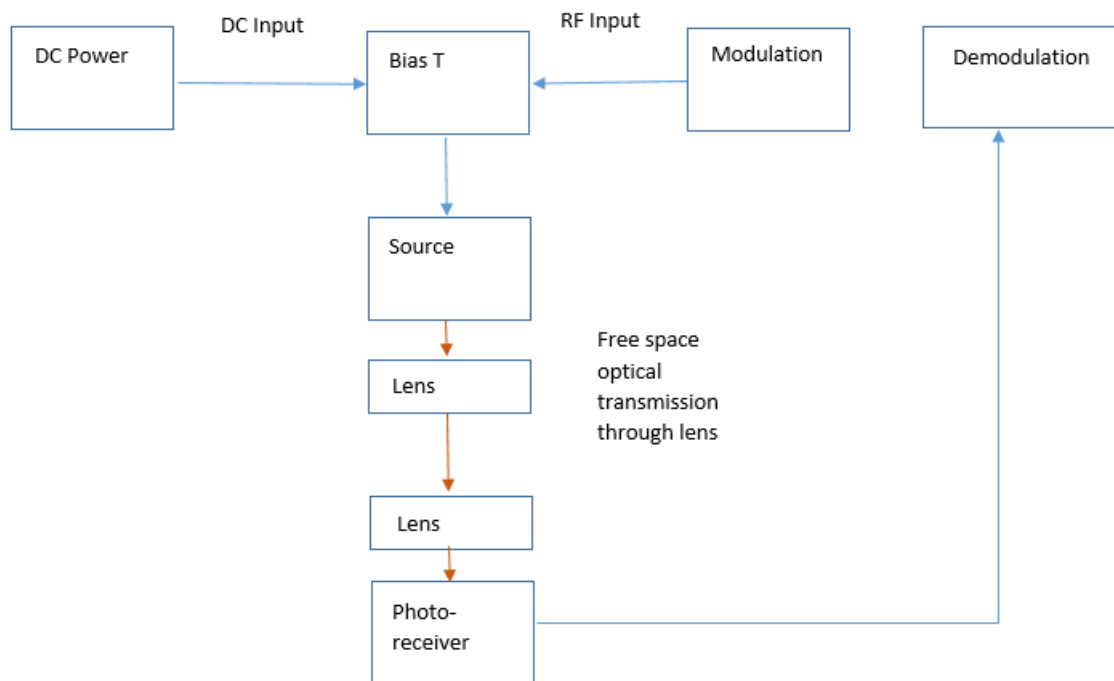 DC Power
DC Input
Bias T
RF Input
Modulation
Demodulation
Source
Lens
Free space
optical
transmission
through lens
Lens
Photo-
receiver